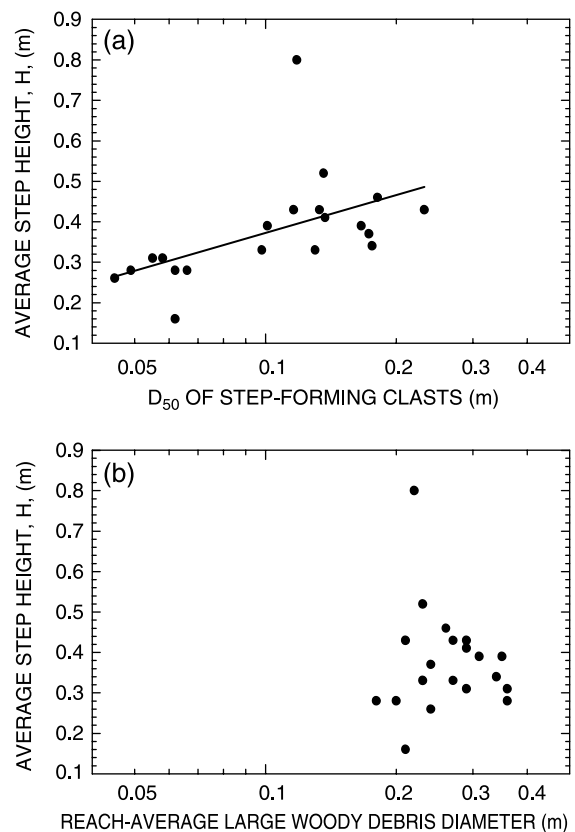 (a)
AVERAGE STEP HEIGHT, H, (m)
0.9
0.8
0.7
0.6
0.5
0.4
0.3
0.2
0.1
0.05 0.1 0.2 0.3 0.4
D₅₀ OF STEP-FORMING CLASTS (m)
(b)
AVERAGE STEP HEIGHT, H, (m)
0.9
0.8
0.7
0.6
0.5
0.4
0.3
0.2
0.1
0.05 0.1 0.2 0.3 0.4
REACH-AVERAGE LARGE WOODY DEBRIS DIAMETER (m)